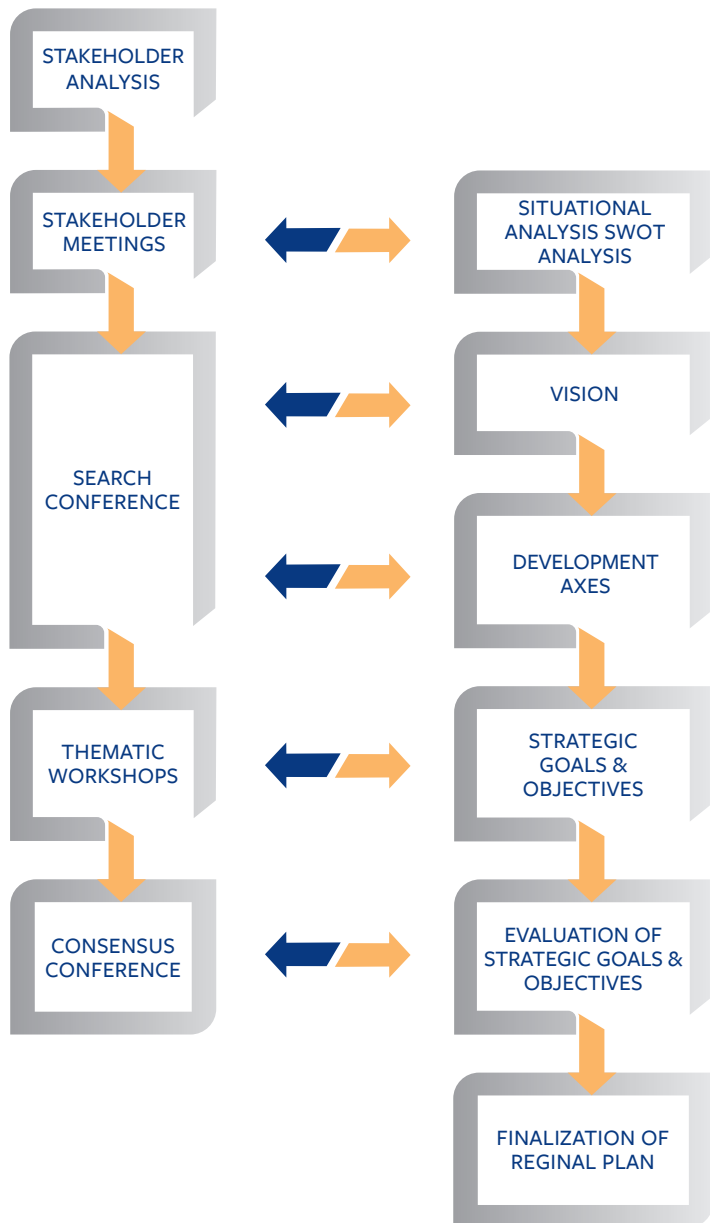 STAKEHOLDER
ANALYSIS
STAKEHOLDER
MEETINGS
SITUATIONAL
ANALYSIS SWOT
ANALYSIS
VISION
SEARCH
CONFERENCE
DEVELOPMENT
AXES
THEMATIC
WORKSHOPS
STRATEGIC
GOALS &
OBJECTIVES
CONSENSUS
CONFERENCE
EVALUATION OF
STRATEGIC GOALS &
OBJECTIVES
FINALIZATION OF
REGINAL PLAN